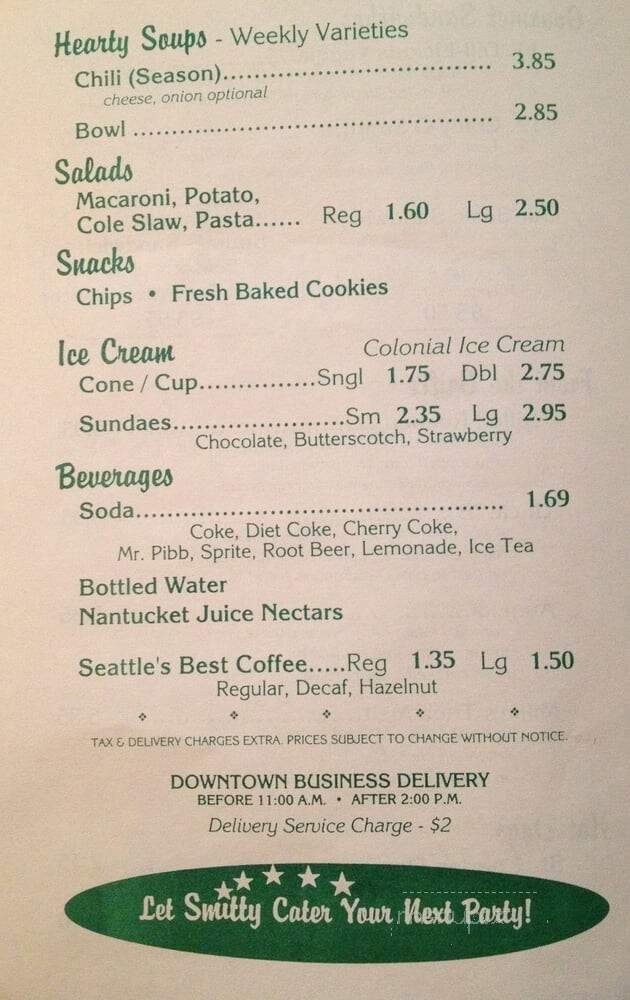 Hearty Soups - Weekly Varieties
Chili (Season)................................. 3.85
cheese, onion optional
Bowl ............................................ 2.85
Salads
Macaroni, Potato,
Cole Slaw, Pasta...... Reg 1.60 Lg 2.50
Snacks
Chips • Fresh Baked Cookies
Ice Cream Colonial Ice Cream
Cone / Cup...............Sngl 1.75 Dbl 2.75
Sundaes......................Sm 2.35 Lg 2.95
Chocolate, Butterscotch, Strawberry
Beverages
Soda............................................... 1.69
Coke, Diet Coke, Cherry Coke,
Mr. Pibb, Sprite, Root Beer, Lemonade, Ice Tea
Bottled Water
Nantucket Juice Nectars
Seattle's Best Coffee.....Reg 1.35 Lg 1.50
Regular, Decaf, Hazelnut
TAX & DELIVERY CHARGES EXTRA. PRICES SUBJECT TO CHANGE WITHOUT NOTICE.
DOWNTOWN BUSINESS DELIVERY
BEFORE 11:00 A.M. • AFTER 2:00 P.M.
Delivery Service Charge - $2
Let Smitty Cater Your Next Party!